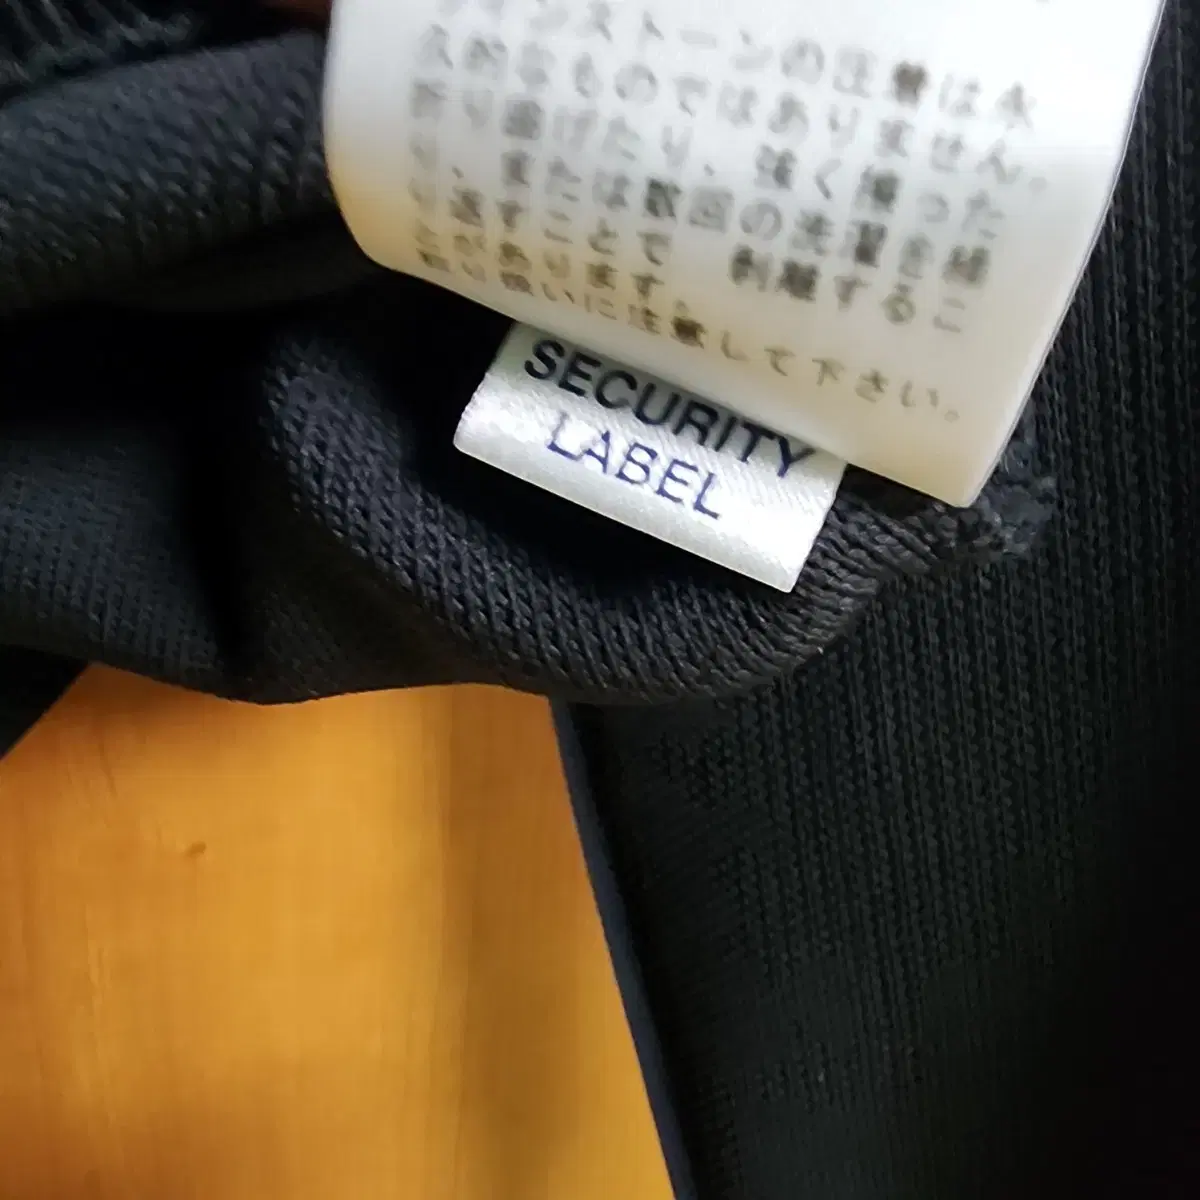 インストーンの圧着は永
久的なものではありません。
折り曲げたり、強く擦った
り、または数回の洗濯を繰
り返すことで 剥離するこ
とがあります。
取り扱いに注意して下さい。
SECURITY
LABEL